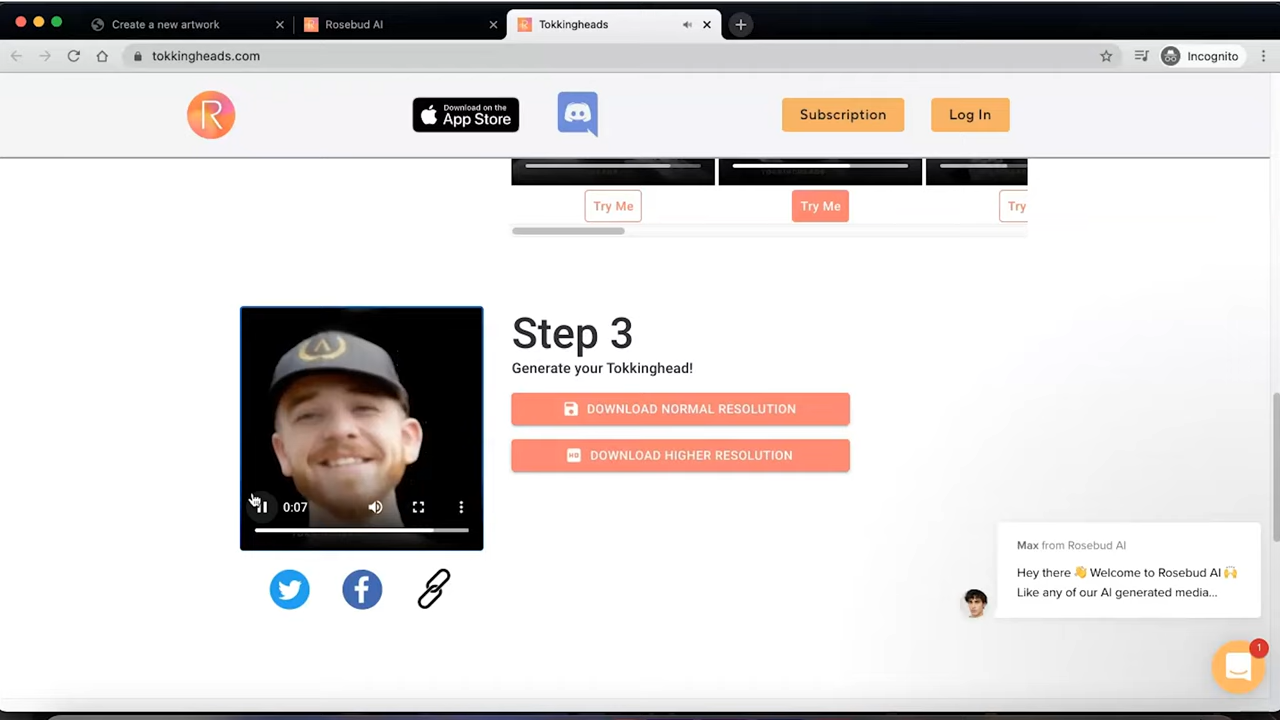 Create a new artwork
Rosebud AI
Tokkingheads
tokkingheads.com
Incognito
R
Download on the
App Store
Subscription
Log In
Try Me
Try Me
Try
Step 3
Generate your Tokkinghead!
DOWNLOAD NORMAL RESOLUTION
HD DOWNLOAD HIGHER RESOLUTION
0:07
Max from Rosebud AI
Hey there 👋 Welcome to Rosebud AI 🙌
Like any of our AI generated media...
1